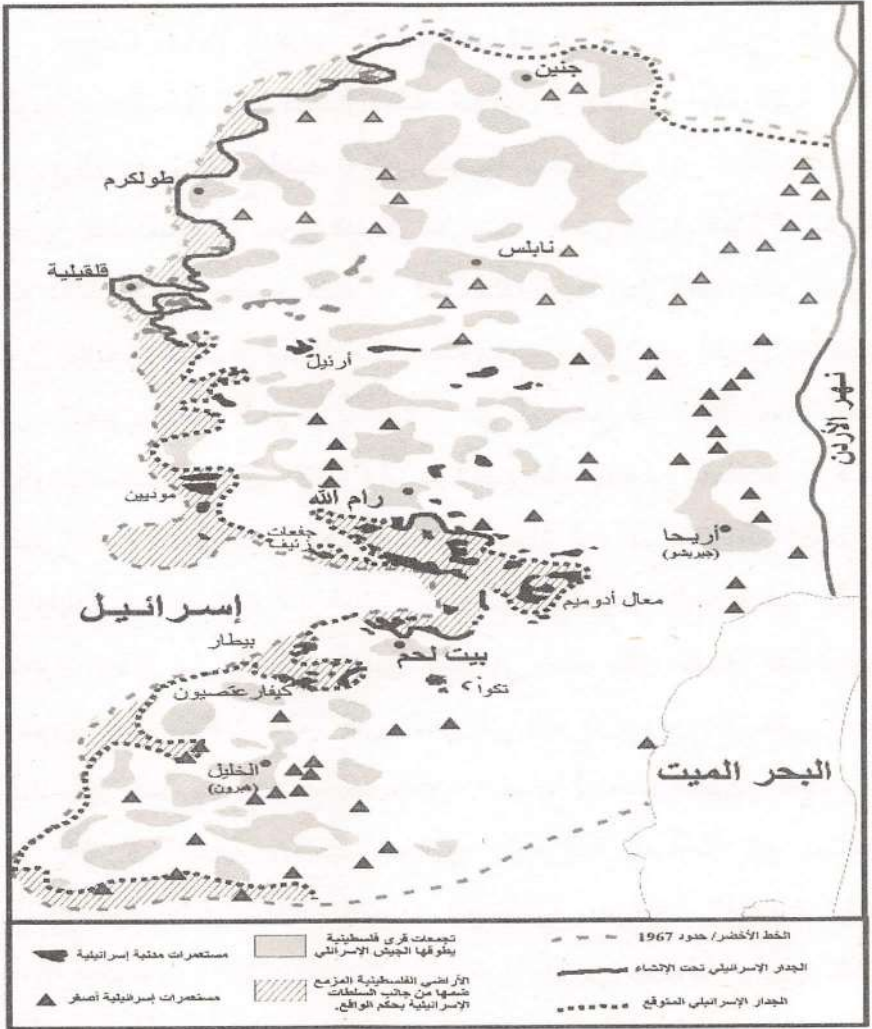 جنين
طولكرم
نابلس
قلقيلية
أرئيل
نهر الأردن
رام الله
موديين
جفعات
زئيف
أريحا
(جيريشو)
معال أدوميم
إسرائيل
بيطار
بيت لحم
تكواع
كيفار عتصيون
الخليل
(هبرون)
البحر الميت
الخط الأخضر/ حدود 1967
الجدار الإسرائيلي تحت الإنشاء
الجدار الإسرائيلي المتوقع
تجمعات قرى فلسطينية
يطوقها الجيش الإسرائيلي
الأراضي الفلسطينية المزمع
ضمها من جانب السلطات
الإسرائيلية بحكم الواقع.
مستعمرات مدنية إسرائيلية
مستعمرات إسرائيلية أصغر